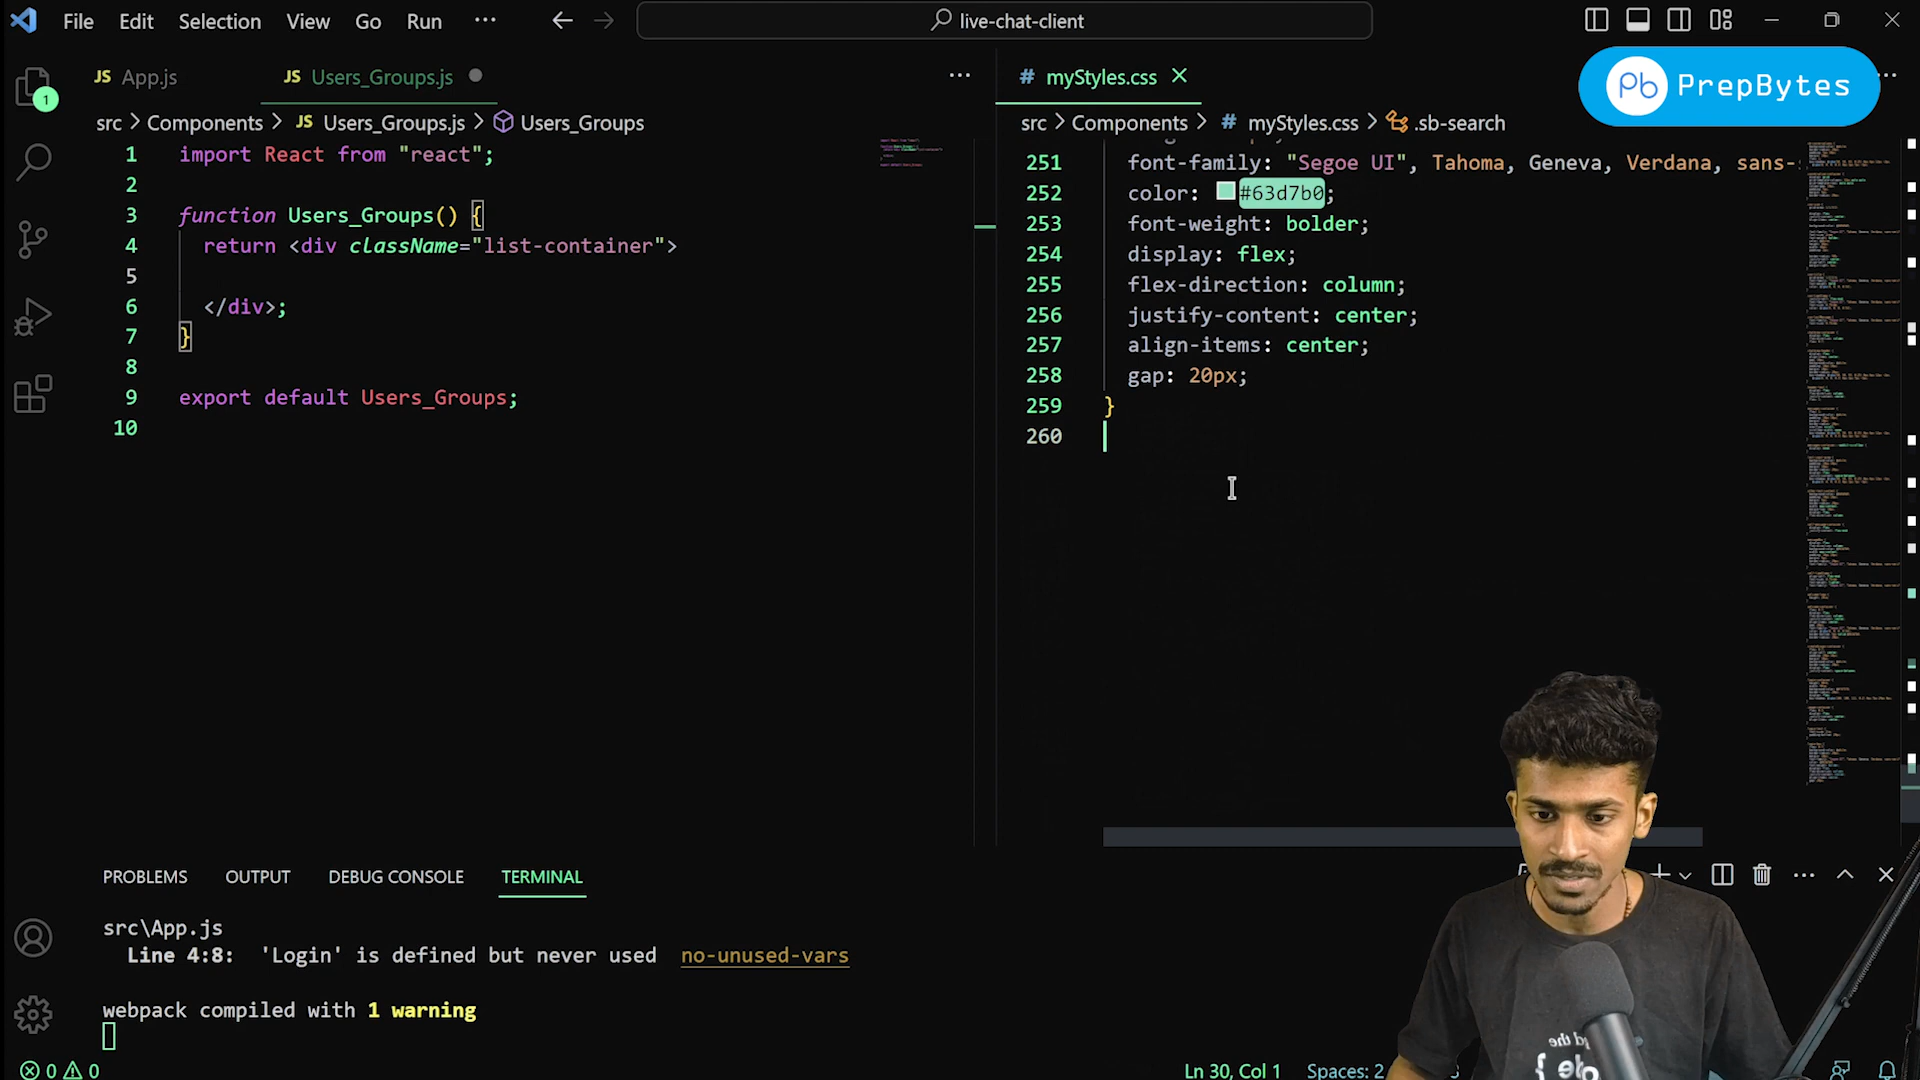 File Edit Selection View Go Run ··· live-chat-client
PrepBytes
JS App.js JS Users_Groups.js ··· # myStyles.css
src > Components > JS Users_Groups.js > Users_Groups
1 import React from "react";
2
3 function Users_Groups() {
4 return <div className="list-container">
5
6 </div>;
7 }
8
9 export default Users_Groups;
10
src > Components > # myStyles.css > .sb-search
251 font-family: "Segoe UI", Tahoma, Geneva, Verdana, sans-
252 color: #63d7b0;
253 font-weight: bolder;
254 display: flex;
255 flex-direction: column;
256 justify-content: center;
257 align-items: center;
258 gap: 20px;
259 }
260
PROBLEMS OUTPUT DEBUG CONSOLE TERMINAL
src\App.js
Line 4:8: 'Login' is defined but never used no-unused-vars
webpack compiled with 1 warning
0 0 Ln 30, Col 1 Spaces: 2
1
Pb